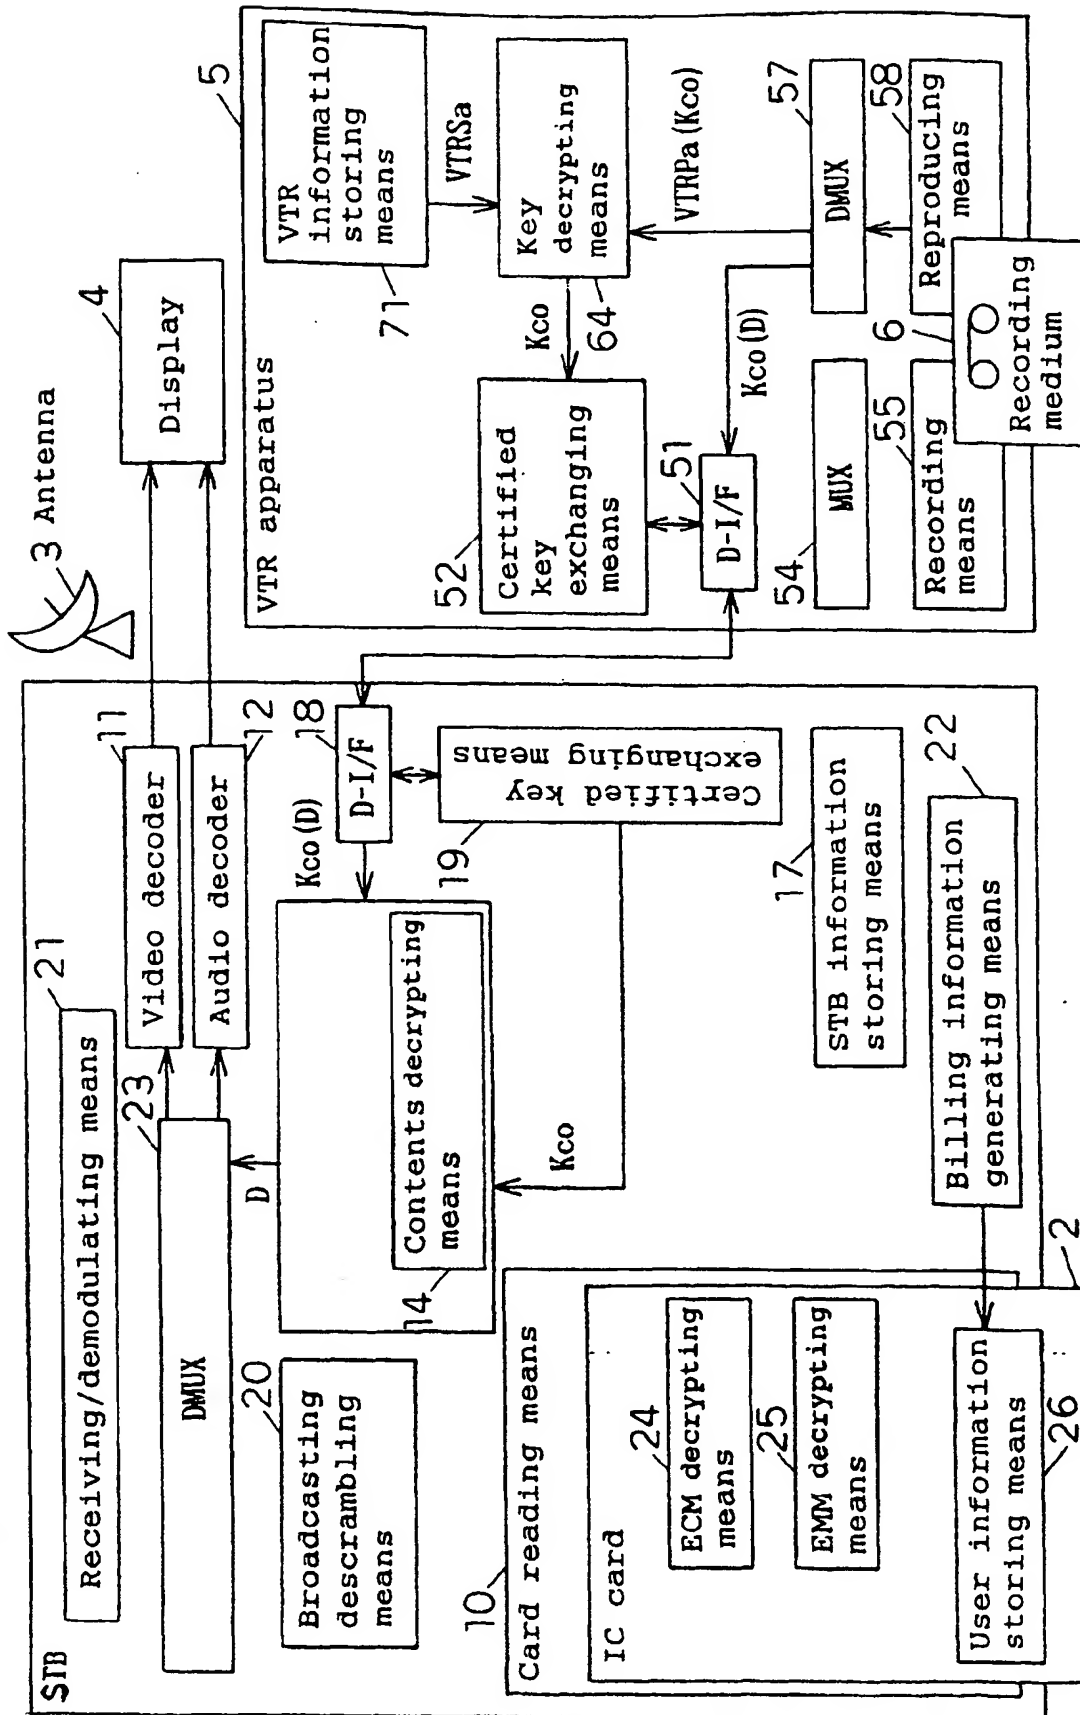 STB
Receiving/demodulating means
21
DMUX
23
Video decoder
11
Audio decoder
12
3 Antenna
Display
4
Broadcasting
descrambling
means
20
D
Contents decrypting
means
14
Kco(D)
D-I/F
18
Certified key
exchanging means
19
Kco
STB information
storing means
17
Billing information
generating means
22
Card reading means
10
IC card
2
ECM decrypting
means
24
EMM decrypting
means
25
User information
storing means
26
VTR apparatus
5
VTR
information
storing
means
71
VTRSa
Key
decrypting
means
64
Kco
Certified
key
exchanging
means
52
D-I/F
51
Kco(D)
VTRPa(Kco)
MUX
54
DMUX
57
Recording
means
55
Reproducing
means
58
Recording
medium
6